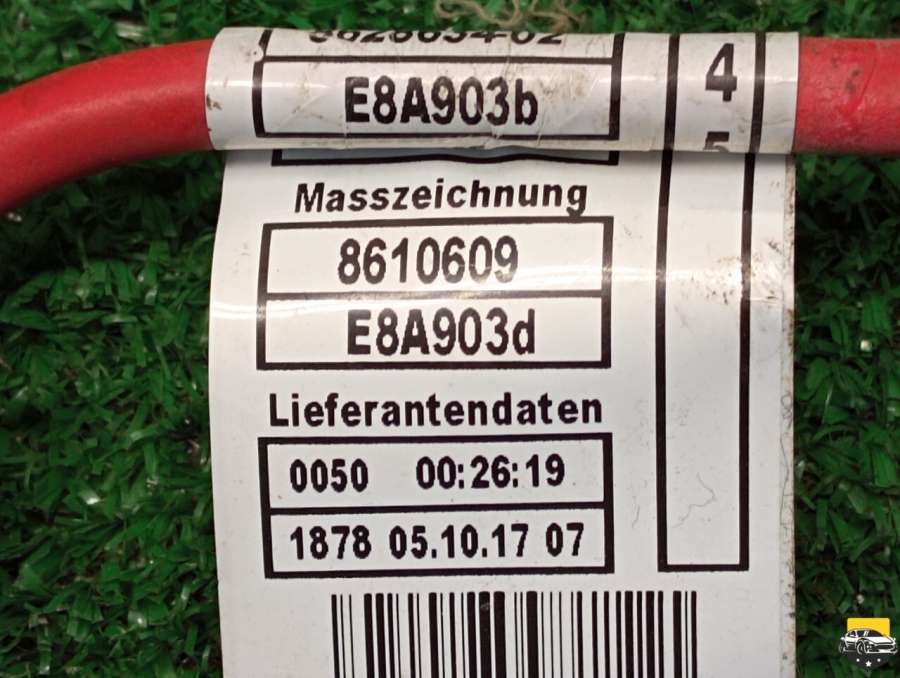 E8A903b
4
Masszeichnung
8610609
E8A903d
Lieferantendaten
0050 00:26:19
1878 05.10.17 07